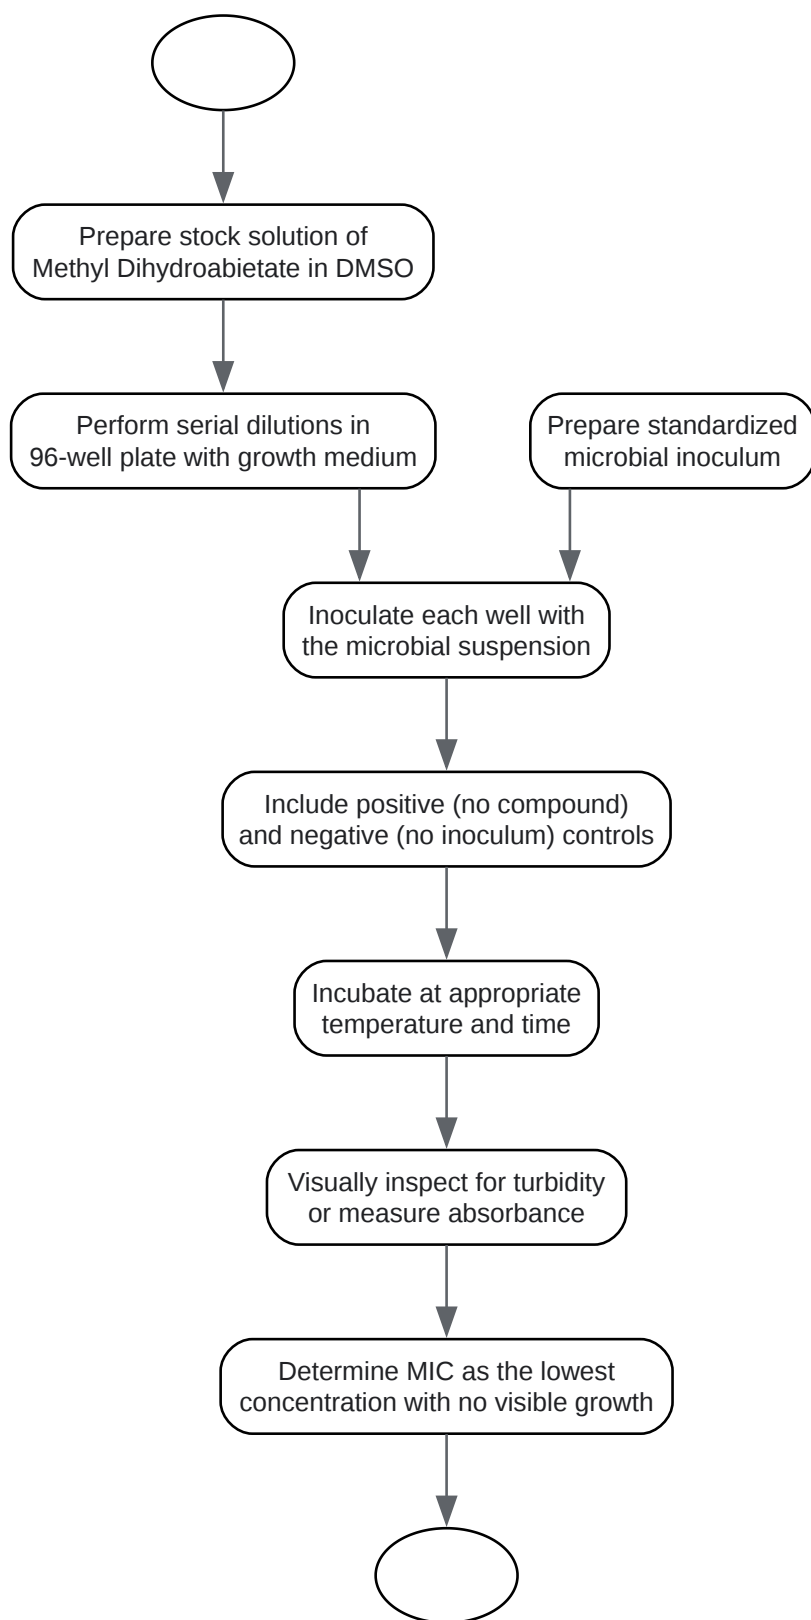 Prepare stock solution of
Methyl Dihydroabietate in DMSO
Perform serial dilutions in
96-well plate with growth medium
Prepare standardized
microbial inoculum
Inoculate each well with
the microbial suspension
Include positive (no compound)
and negative (no inoculum) controls
Incubate at appropriate
temperature and time
Visually inspect for turbidity
or measure absorbance
Determine MIC as the lowest
concentration with no visible growth